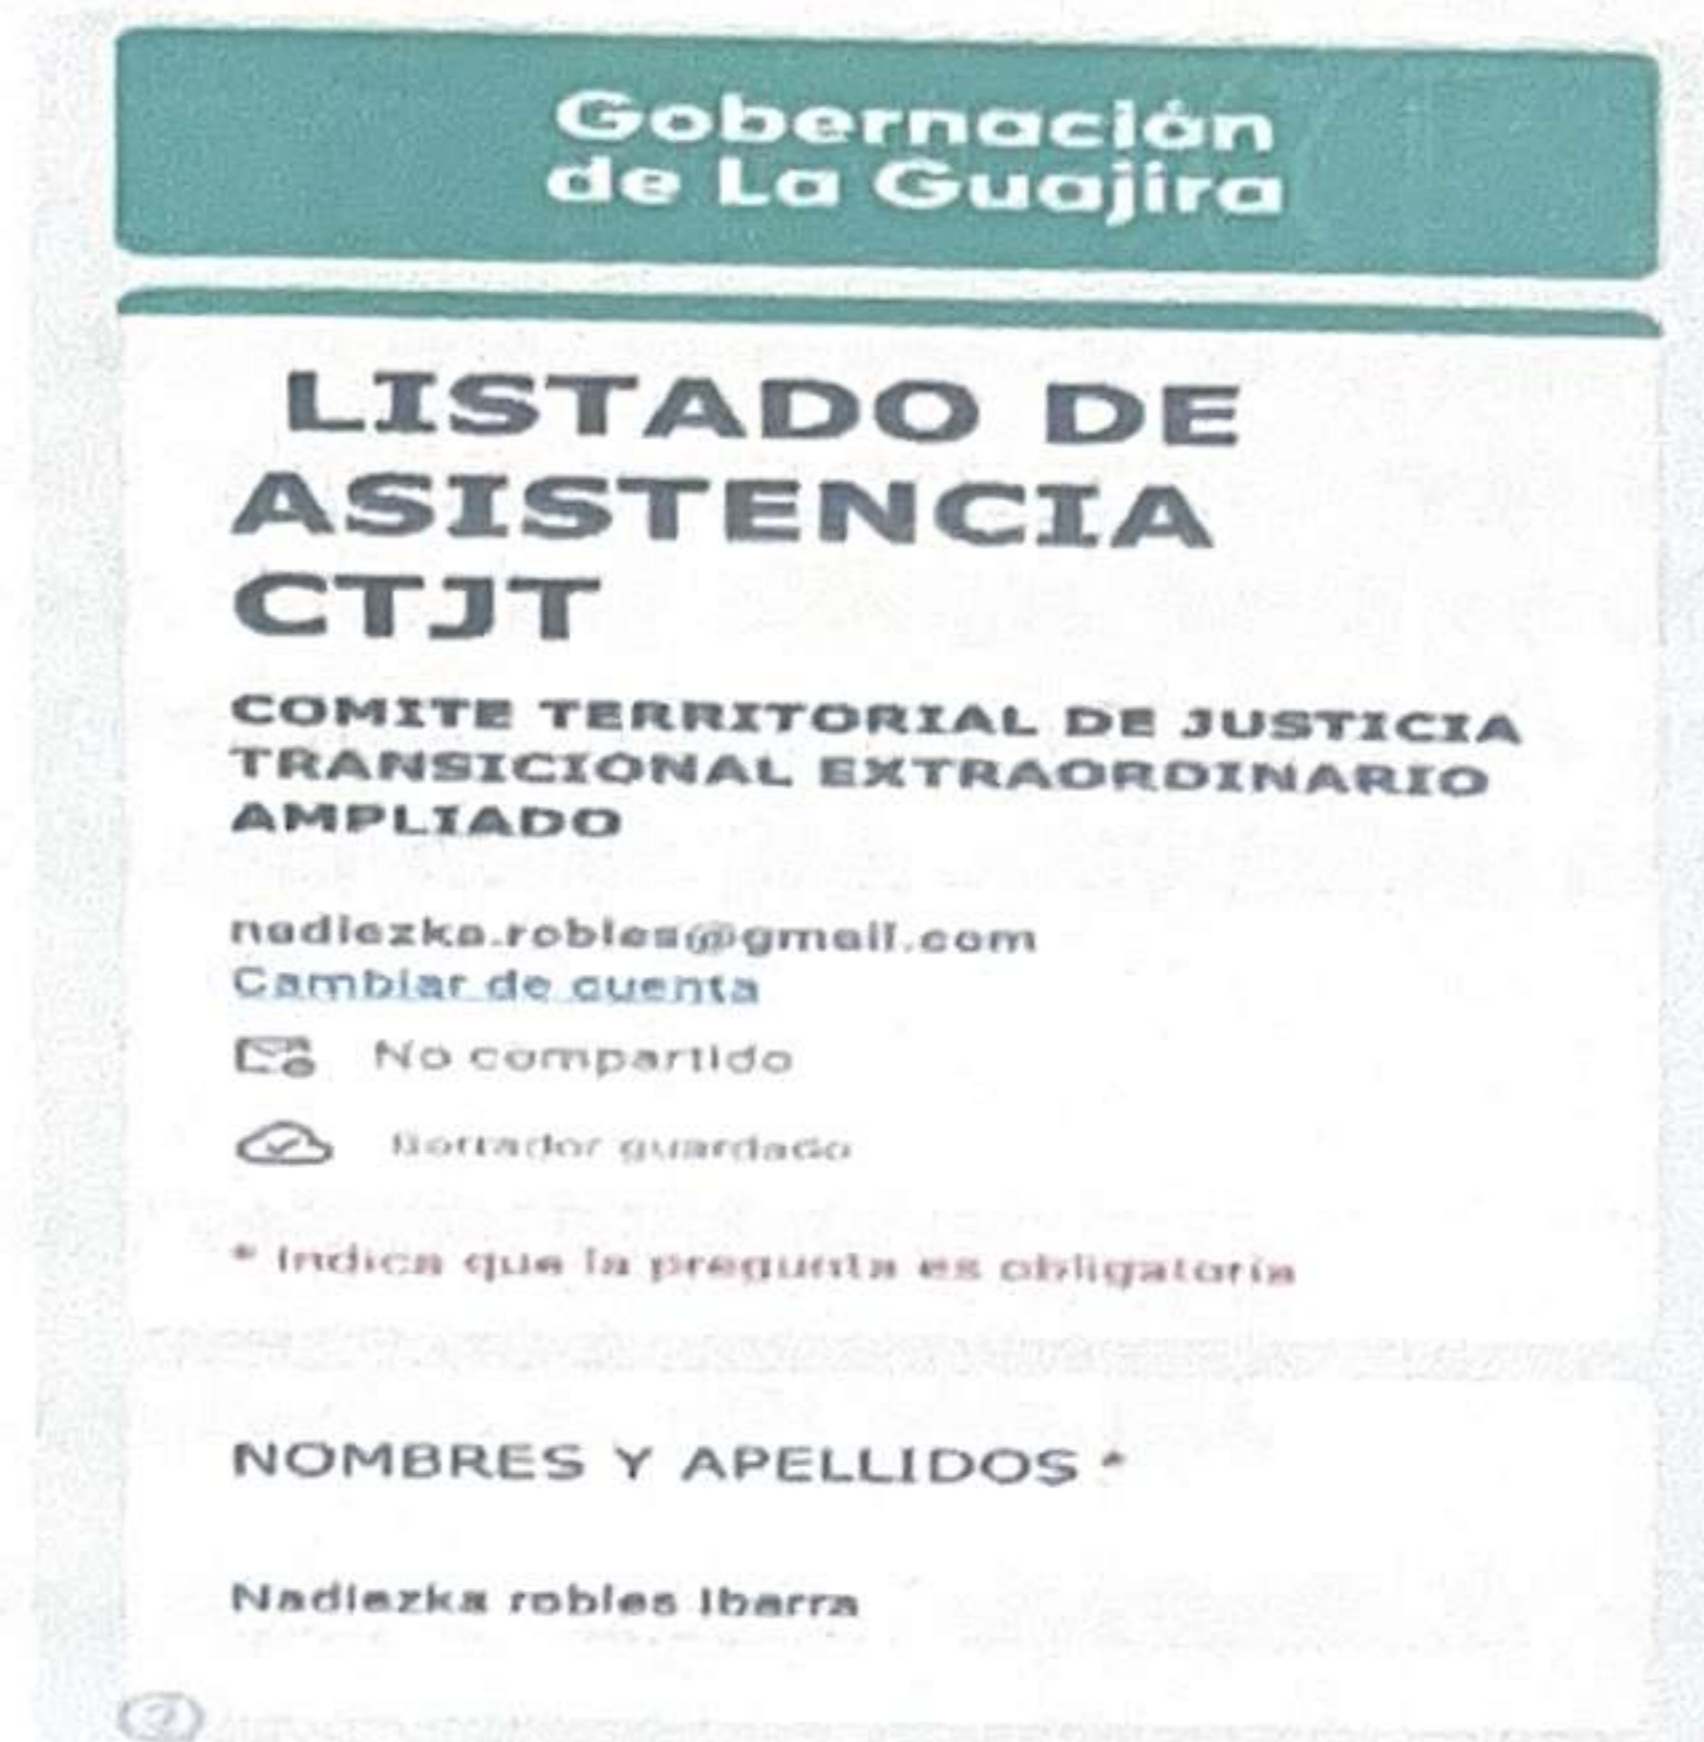 Gobernación
de La Guajira
LISTADO DE
ASISTENCIA
CTJT
COMITE TERRITORIAL DE JUSTICIA
TRANSICIONAL EXTRAORDINARIO
AMPLIADO
nadiezka.robles@gmail.com
Cambiar de cuenta
No compartido
Borrador guardado
* Indica que la pregunta es obligatoria
NOMBRES Y APELLIDOS *
Nadiezka robles Ibarra